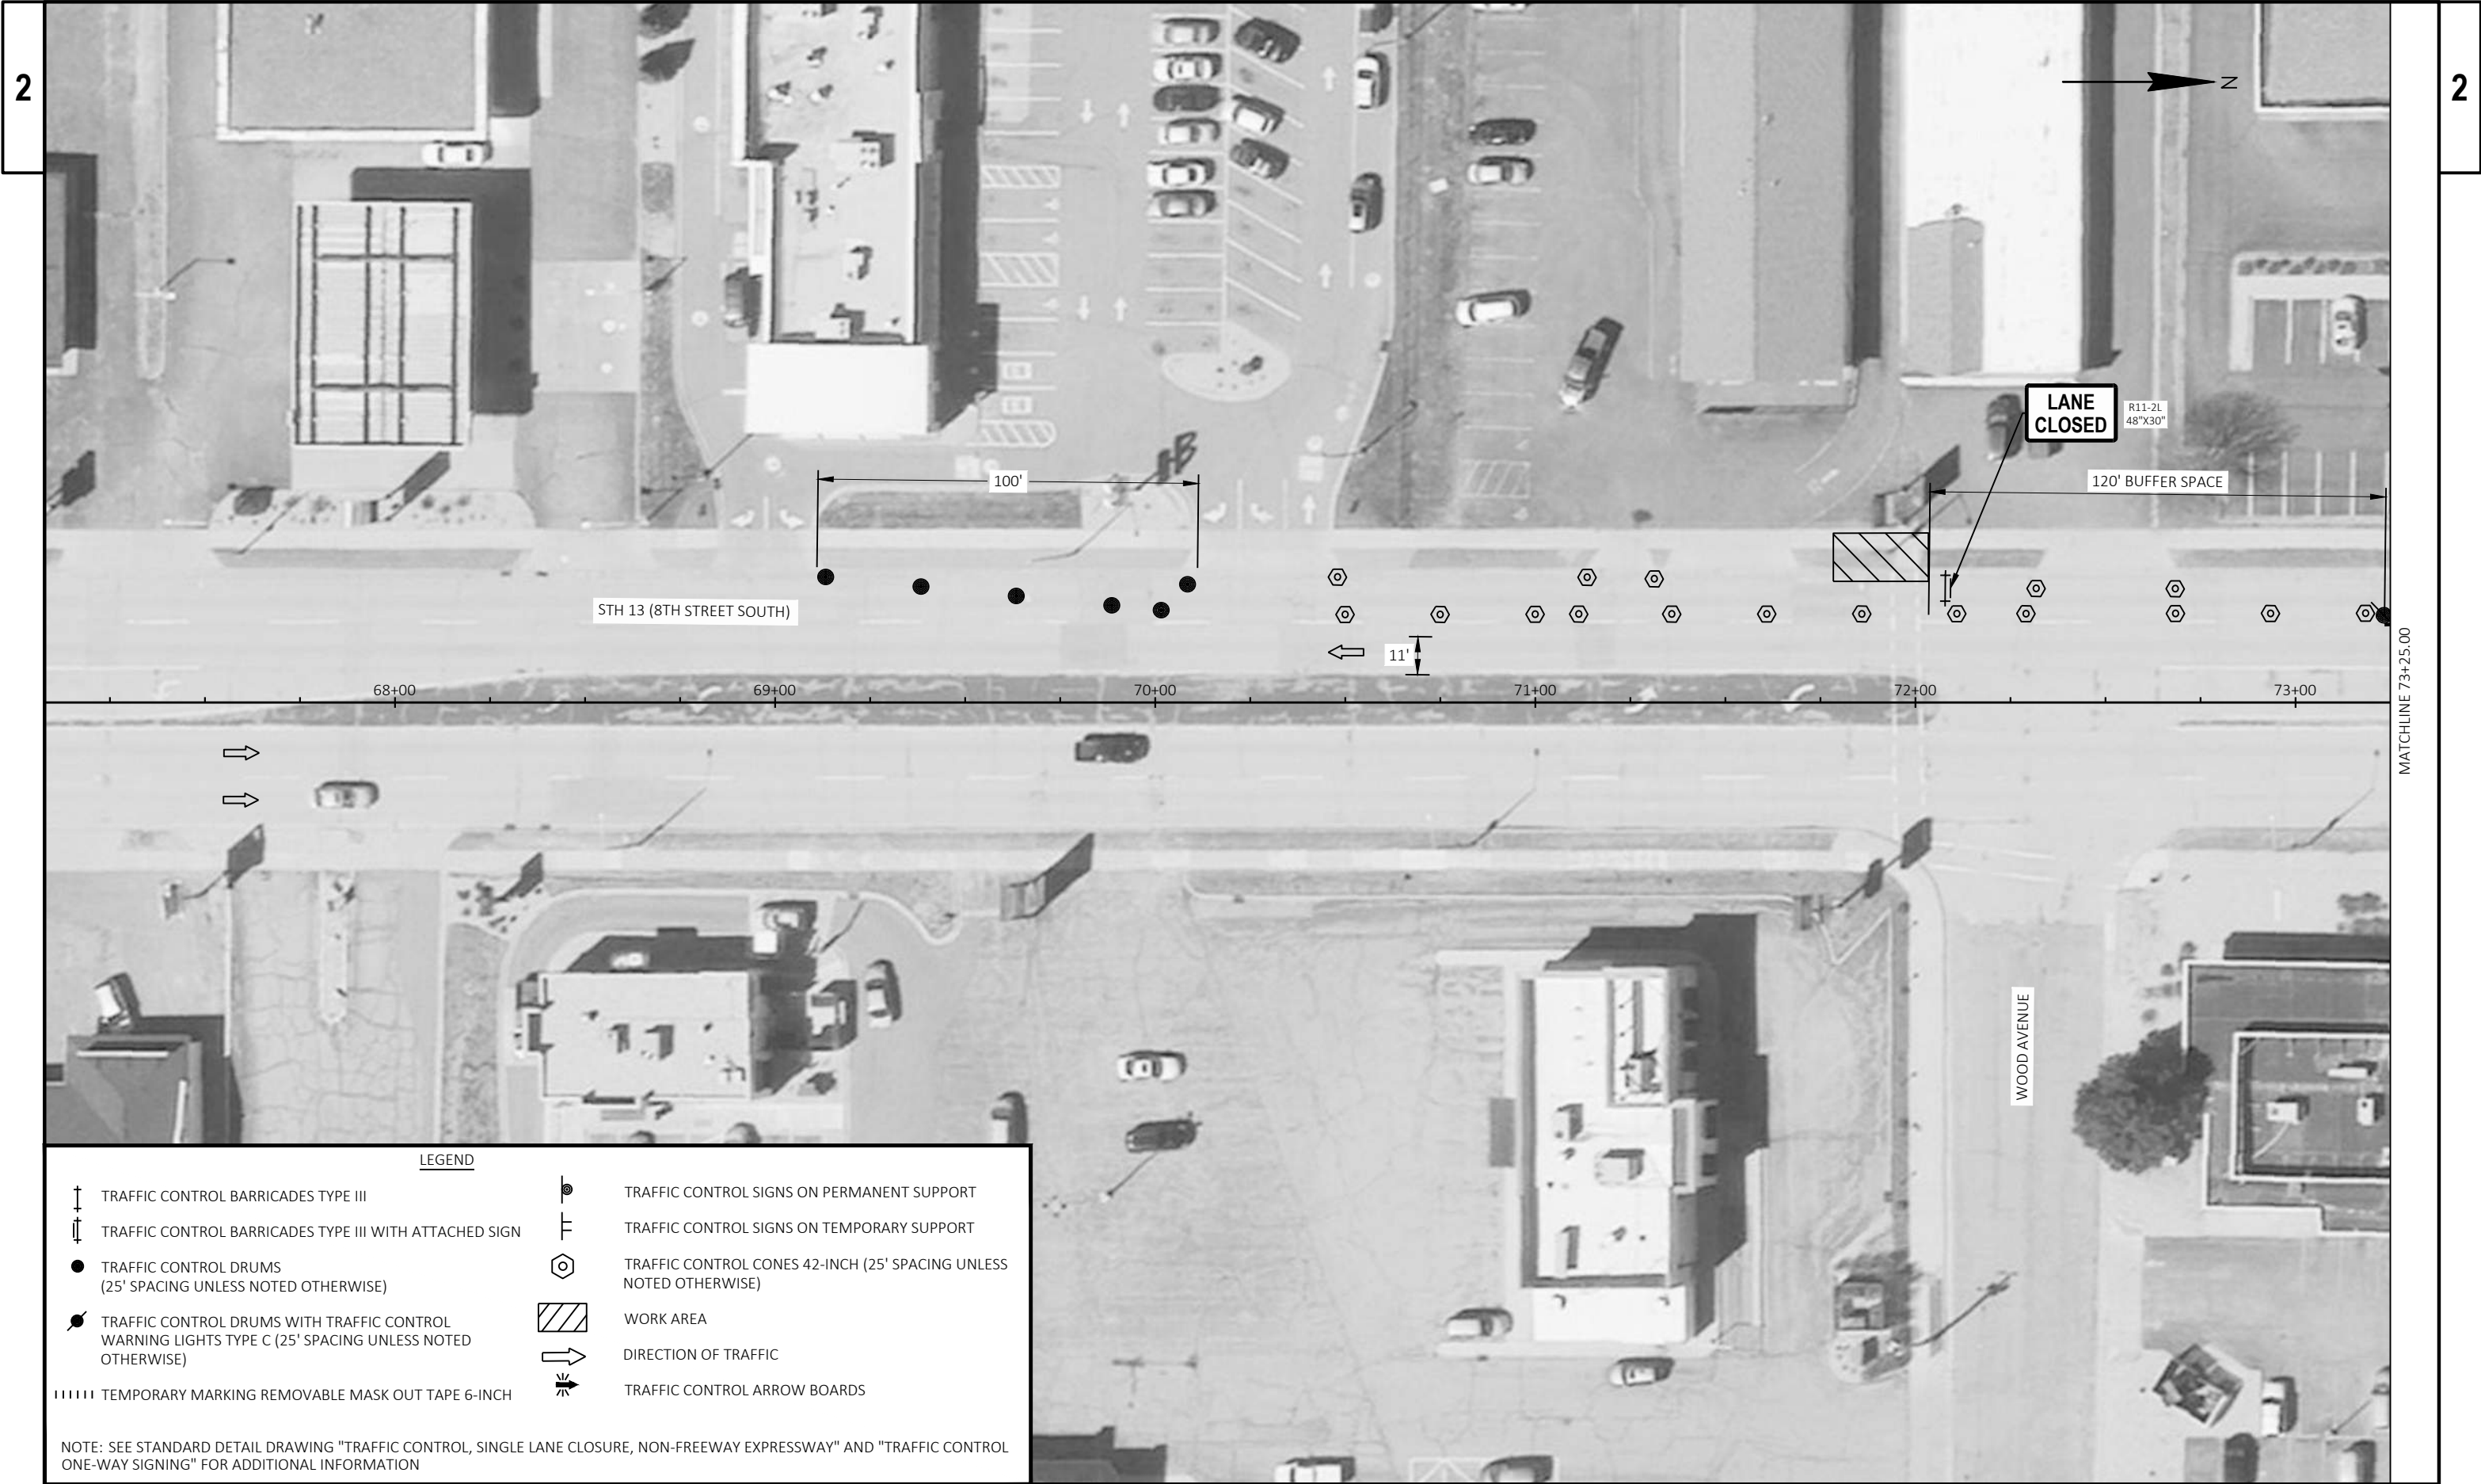 2
2
N
LANE
CLOSED
R11-2L
48"X30"
100'
120' BUFFER SPACE
STH 13 (8TH STREET SOUTH)
11'
68+00
69+00
70+00
71+00
72+00
73+00
MATCHLINE 73+25.00
WOOD AVENUE
LEGEND
TRAFFIC CONTROL BARRICADES TYPE III
TRAFFIC CONTROL BARRICADES TYPE III WITH ATTACHED SIGN
TRAFFIC CONTROL DRUMS
(25' SPACING UNLESS NOTED OTHERWISE)
TRAFFIC CONTROL DRUMS WITH TRAFFIC CONTROL
WARNING LIGHTS TYPE C (25' SPACING UNLESS NOTED
OTHERWISE)
TEMPORARY MARKING REMOVABLE MASK OUT TAPE 6-INCH
TRAFFIC CONTROL SIGNS ON PERMANENT SUPPORT
TRAFFIC CONTROL SIGNS ON TEMPORARY SUPPORT
TRAFFIC CONTROL CONES 42-INCH (25' SPACING UNLESS
NOTED OTHERWISE)
WORK AREA
DIRECTION OF TRAFFIC
TRAFFIC CONTROL ARROW BOARDS
NOTE: SEE STANDARD DETAIL DRAWING "TRAFFIC CONTROL, SINGLE LANE CLOSURE, NON-FREEWAY EXPRESSWAY" AND "TRAFFIC CONTROL
ONE-WAY SIGNING" FOR ADDITIONAL INFORMATION